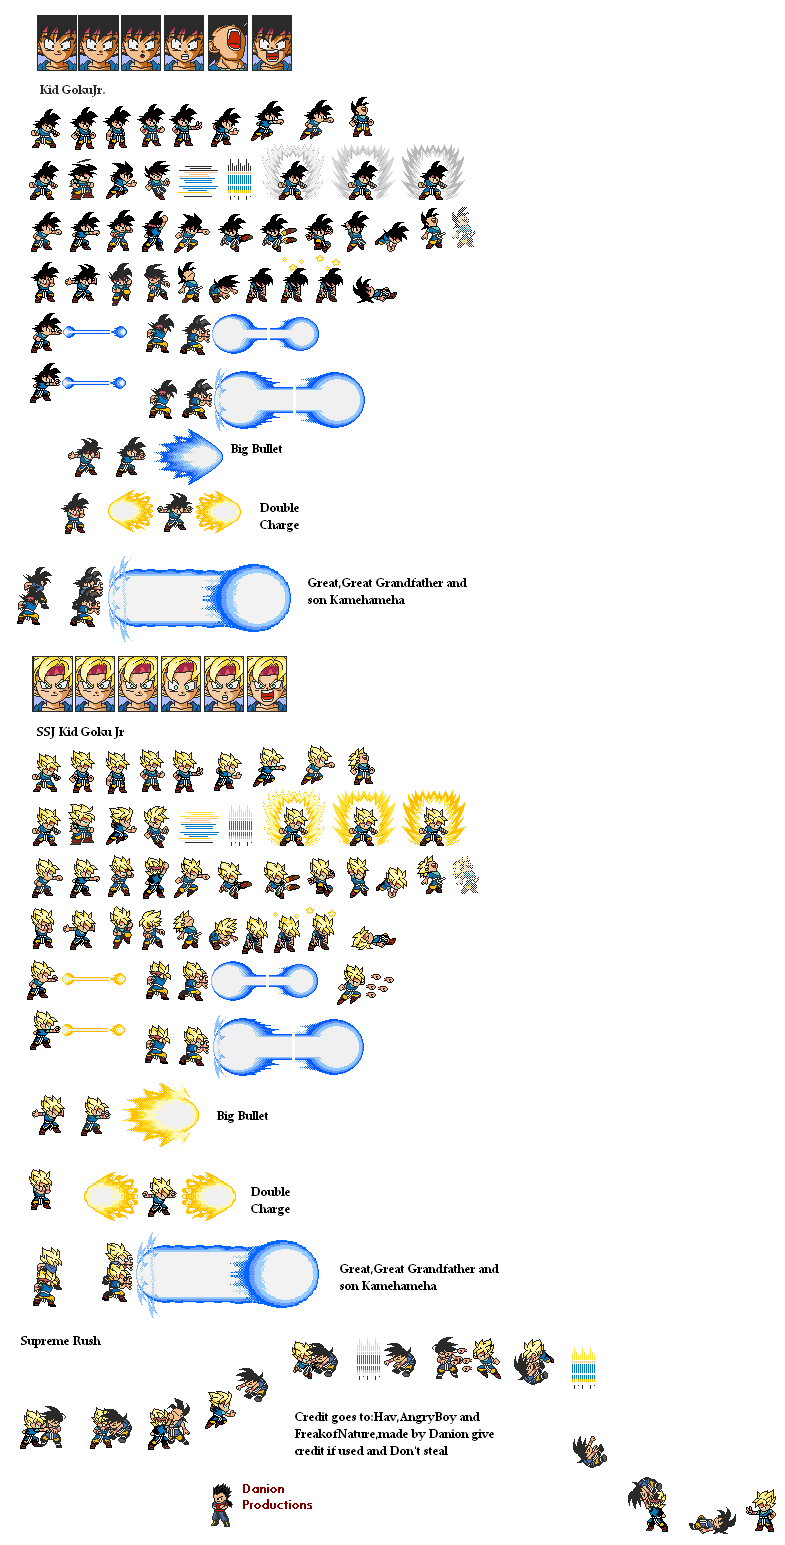 Kid GokuJr.
Big Bullet
Double
Charge
Great,Great Grandfather and
son Kamehameha
SSJ Kid Goku Jr
Big Bullet
Double
Charge
Great,Great Grandfather and
son Kamehameha
Supreme Rush
Credit goes to:Hav,AngryBoy and
FreakofNature,made by Danion give
credit if used and Don't steal
Danion
Productions